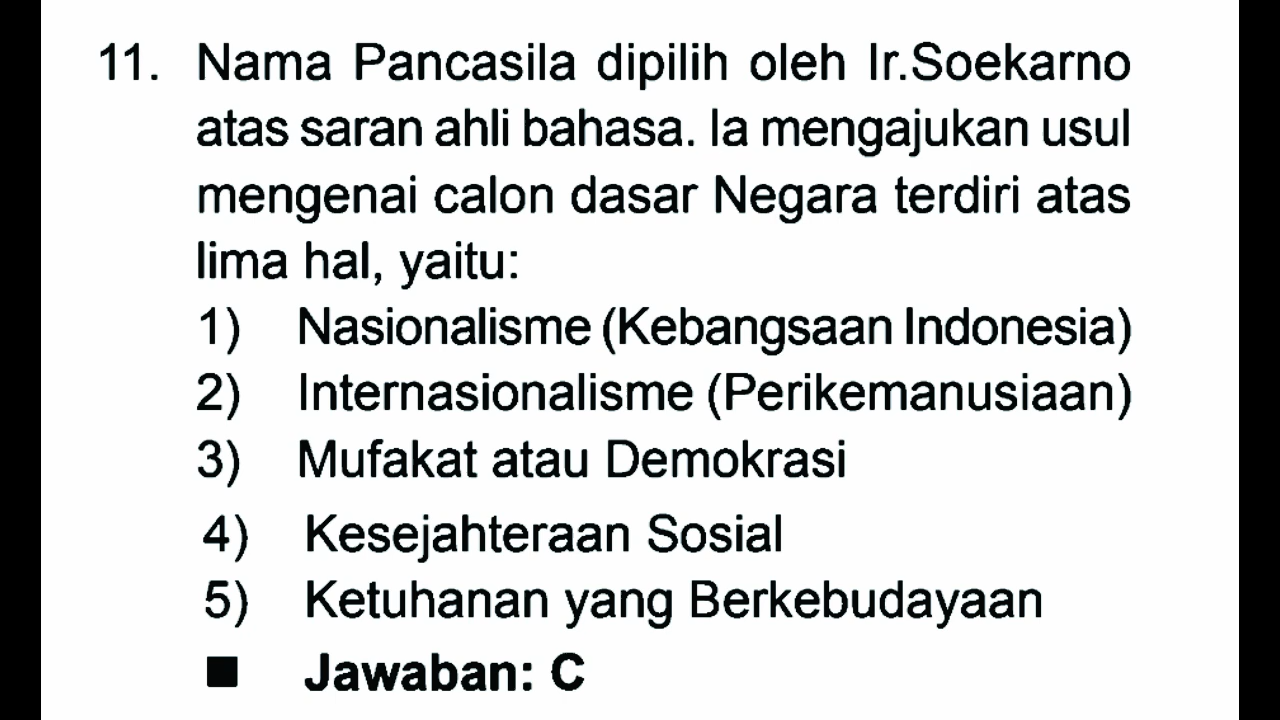 11. Nama Pancasila dipilih oleh Ir.Soekarno
atas saran ahli bahasa. Ia mengajukan usul
mengenai calon dasar Negara terdiri atas
lima hal, yaitu:
1) Nasionalisme (Kebangsaan Indonesia)
2) Internasionalisme (Perikemanusiaan)
3) Mufakat atau Demokrasi
4) Kesejahteraan Sosial
5) Ketuhanan yang Berkebudayaan
■ Jawaban: C